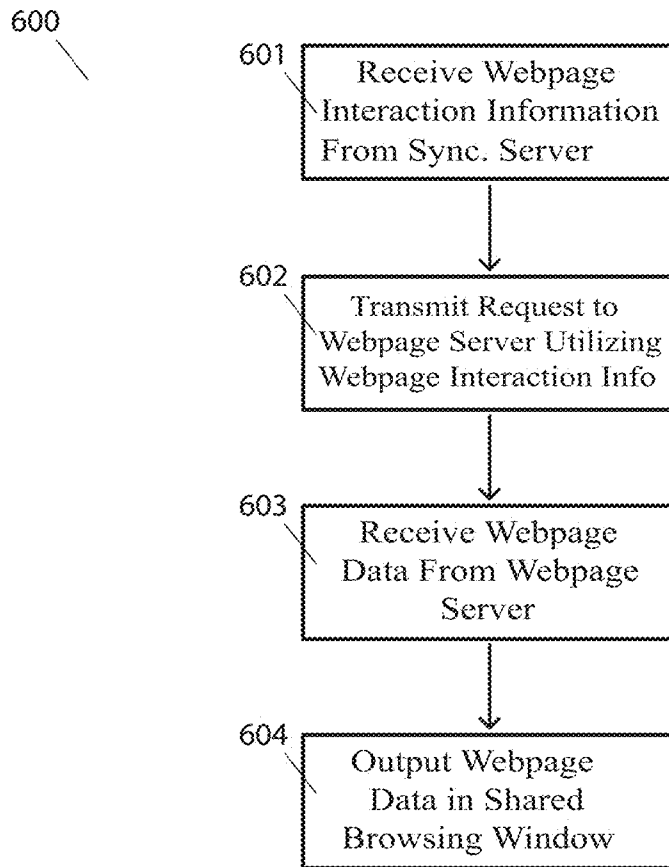 600
601
Receive Webpage
Interaction Information
From Sync. Server
602
Transmit Request to
Webpage Server Utilizing
Webpage Interaction Info
603
Receive Webpage
Data From Webpage
Server
604
Output Webpage
Data in Shared
Browsing Window